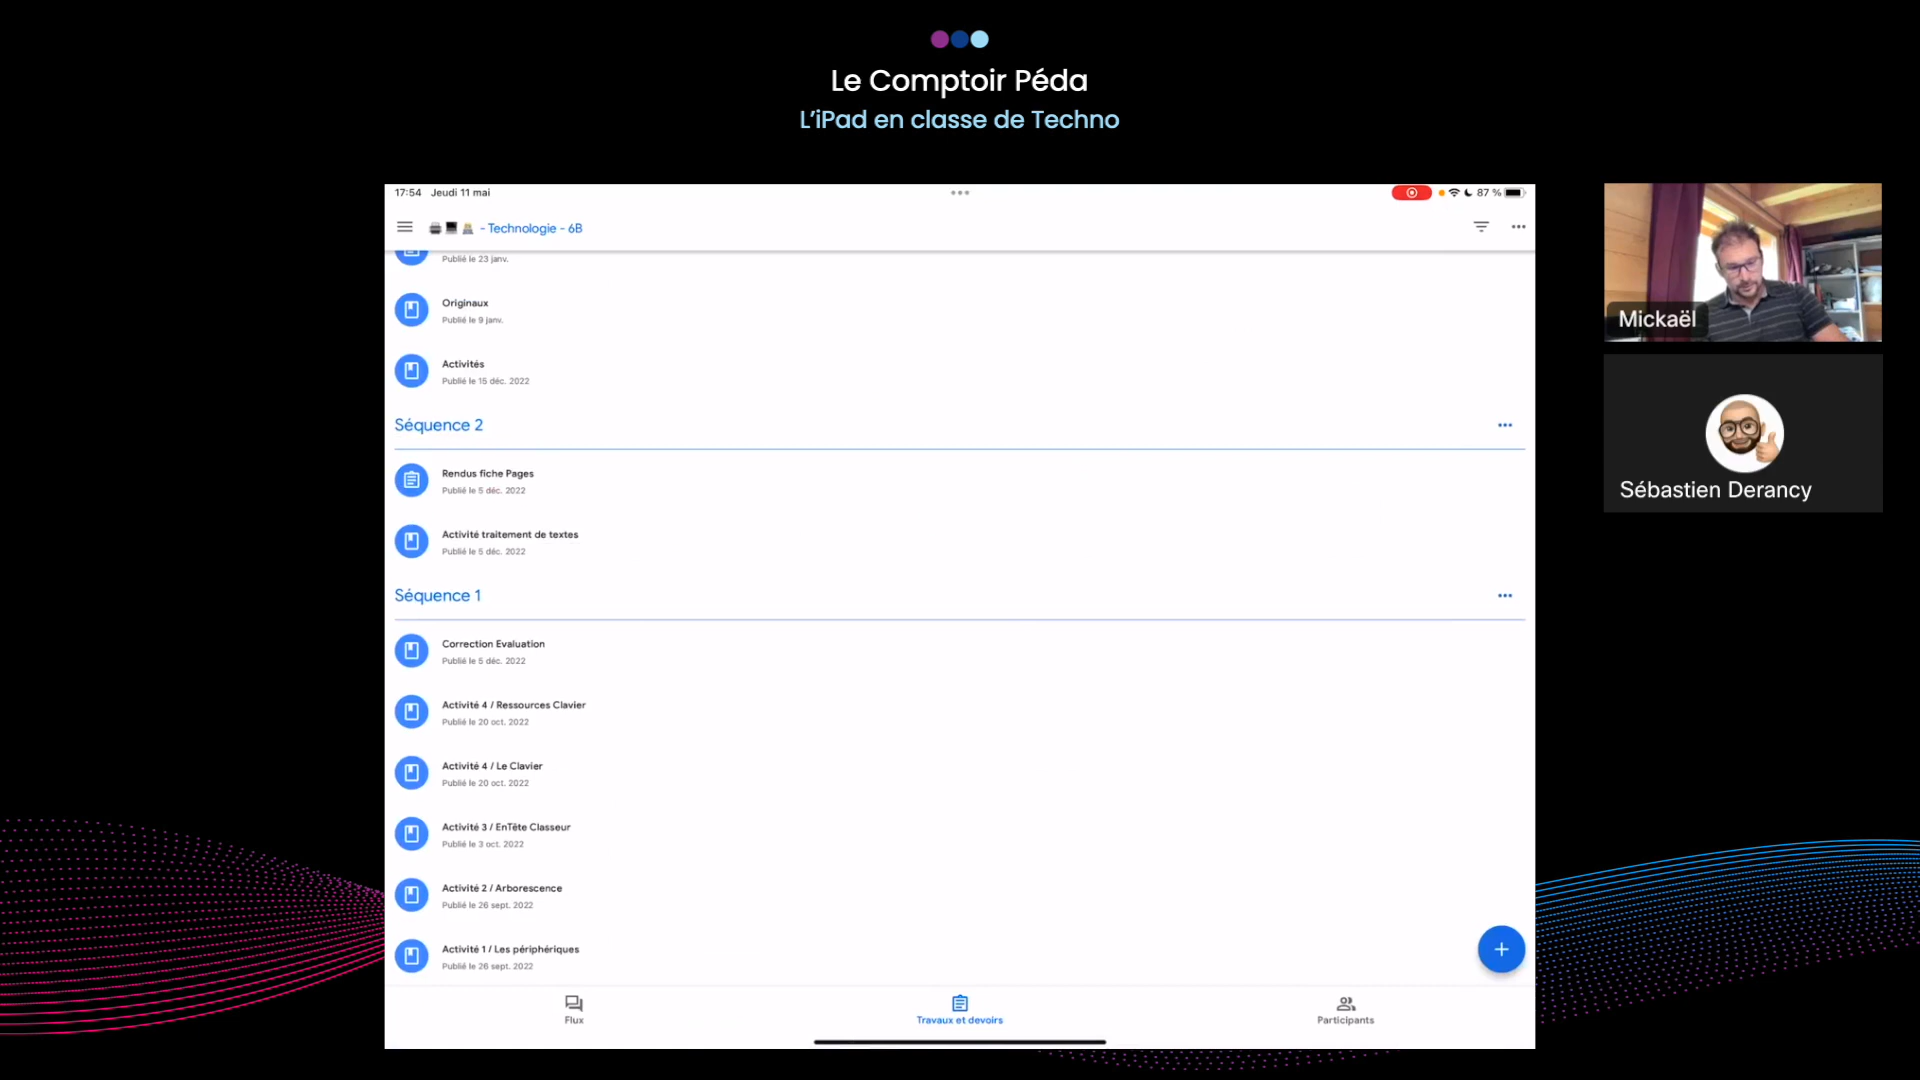 Le Comptoir Péda
L'iPad en classe de Techno
17:54 Jeudi 11 mai
87 %
- Technologie - 6B
Publié le 23 janv.
Originaux
Publié le 9 janv.
Activités
Publié le 15 déc. 2022
Séquence 2
Rendus fiche Pages
Publié le 5 déc. 2022
Activité traitement de textes
Publié le 5 déc. 2022
Séquence 1
Correction Evaluation
Publié le 5 déc. 2022
Activité 4 / Ressources Clavier
Publié le 20 oct. 2022
Activité 4 / Le Clavier
Publié le 20 oct. 2022
Activité 3 / EnTête Classeur
Publié le 3 oct. 2022
Activité 2 / Arborescence
Publié le 26 sept. 2022
Activité 1 / Les périphériques
Publié le 26 sept. 2022
Flux
Travaux et devoirs
Participants
Mickaël
Sébastien Derancy